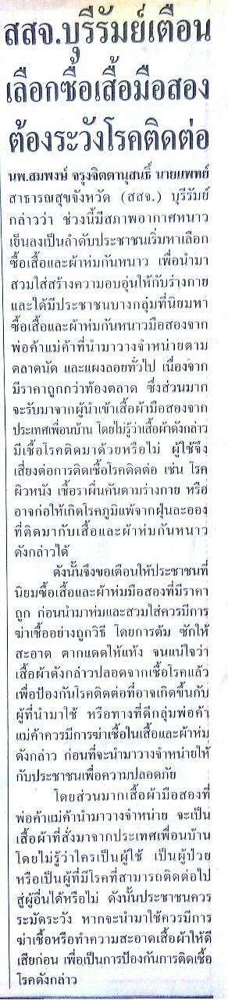 สสจ.บุรีรัมย์เตือน
เลือกซื้อเสื้อมือสอง
ต้องระวังโรคติดต่อ
นพ.สมพงษ์ จรุงจิตตานุสนธิ์ นายแพทย์
สาธารณสุขจังหวัด (สสจ.) บุรีรัมย์
กล่าวว่า ช่วงนี้มีสภาพอากาศหนาว
เย็นลงเป็นลำดับประชาชนเริ่มหาเลือก
ซื้อเสื้อและผ้าห่มกันหนาว เพื่อนำมา
สวมใส่สร้างความอบอุ่นให้กับร่างกาย
และได้มีประชาชนบางกลุ่มที่นิยมหา
ซื้อเสื้อและผ้าห่มกันหนาวมือสองจาก
พ่อค้าแม่ค้าที่นำมาวางจำหน่ายตาม
ตลาดนัด และแผงลอยทั่วไป เนื่องจาก
มีราคาถูกกว่าท้องตลาด ซึ่งส่วนมาก
จะรับมาจากผู้นำเข้าเสื้อผ้ามือสองจาก
ประเทศเพื่อนบ้าน โดยไม่รู้ว่าเสื้อผ้าดังกล่าว
มีเชื้อโรคติดมาด้วยหรือไม่ ผู้ใช้จึง
เสี่ยงต่อการติดเชื้อโรคติดต่อ เช่น โรค
ผิวหนัง เชื้อราผื่นคันตามร่างกาย หรือ
อาจก่อให้เกิดโรคภูมิแพ้จากฝุ่นละออง
ที่ติดมากับเสื้อและผ้าห่มกันหนาว
ดังกล่าวได้
ดังนั้นจึงขอเตือนให้ประชาชนที่
นิยมซื้อเสื้อและผ้าห่มมือสองที่มีราคา
ถูก ก่อนนำมาห่มและสวมใส่ควรมีการ
ฆ่าเชื้ออย่างถูกวิธี โดยการต้ม ซักให้
สะอาด ตากแดดให้แห้ง จนแน่ใจว่า
เสื้อผ้าดังกล่าวปลอดจากเชื้อโรคแล้ว
เพื่อป้องกันโรคติดต่อที่อาจเกิดขึ้นกับ
ผู้ที่นำมาใช้ หรือทางที่ดีกลุ่มพ่อค้า
แม่ค้าควรมีการฆ่าเชื้อในเสื้อและผ้าห่ม
ดังกล่าว ก่อนที่จะนำมาวางจำหน่ายให้
กับประชาชนเพื่อความปลอดภัย
โดยส่วนมากเสื้อผ้ามือสองที่
พ่อค้าแม่ค้านำมาวางจำหน่าย จะเป็น
เสื้อผ้าที่สั่งมาจากประเทศเพื่อนบ้าน
โดยไม่รู้ว่าใครเป็นผู้ใช้ เป็นผู้ป่วย
หรือเป็นผู้ที่มีโรคที่สามารถติดต่อไป
สู่ผู้อื่นได้หรือไม่ ดังนั้นประชาชนควร
ระมัดระวัง หากจะนำมาใช้ควรมีการ
ฆ่าเชื้อหรือทำความสะอาดเสื้อผ้าให้ดี
เสียก่อน เพื่อเป็นการป้องกันการติดเชื้อ
โรคดังกล่าว